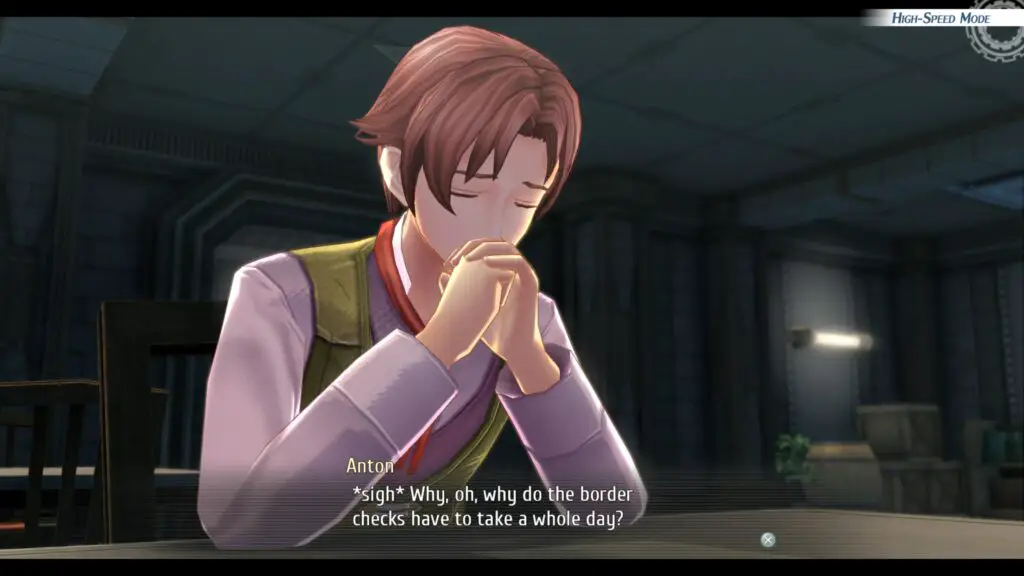 HIGH-SPEED MODE
Anton
*sigh* Why, oh, why do the border
checks have to take a whole day?